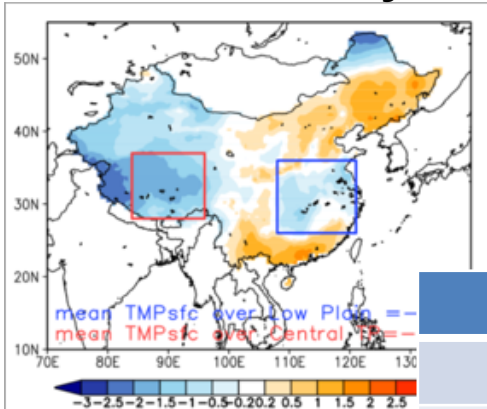 50N
40N
30N
20N
mean TMPsfc over Low Plain =-
mean TMPsfc over Central TP=-
10N
70E 80E 90E 100E 110E 120E 130
-3 -2.5 -2 -1.5 -1 -0.5 -0.2 0.2 0.5 1 1.5 2 2.5